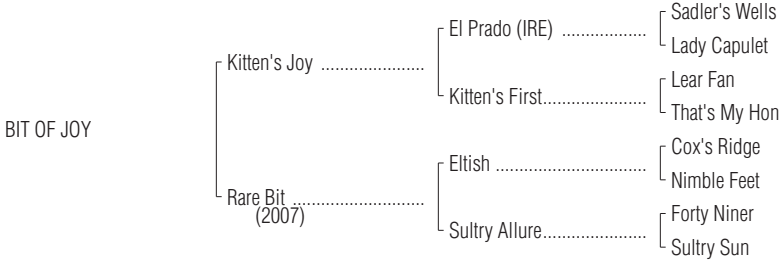 Sadler's Wells
El Prado (IRE) ..................
Lady Capulet
Kitten's Joy ......................
Lear Fan
Kitten's First......................
That's My Hon
BIT OF JOY
Cox's Ridge
Eltish ................................
Nimble Feet
Rare Bit ............................
(2007)
Forty Niner
Sultry Allure......................
Sultry Sun